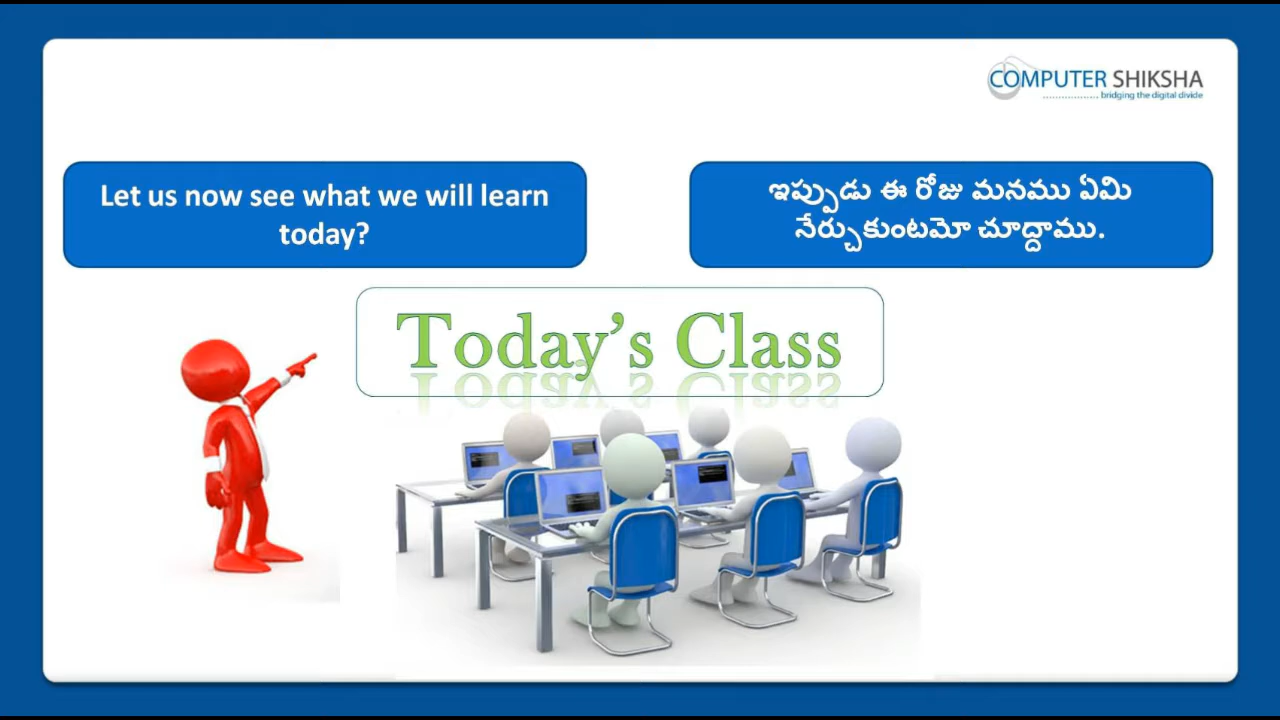 COMPUTER SHIKSHA
.................. bridging the digital divide
Let us now see what we will learn
today?
ఇప్పుడు ఈ రోజు మనము ఏమి
నేర్చుకుంటమో చూద్దాము.
Today's Class